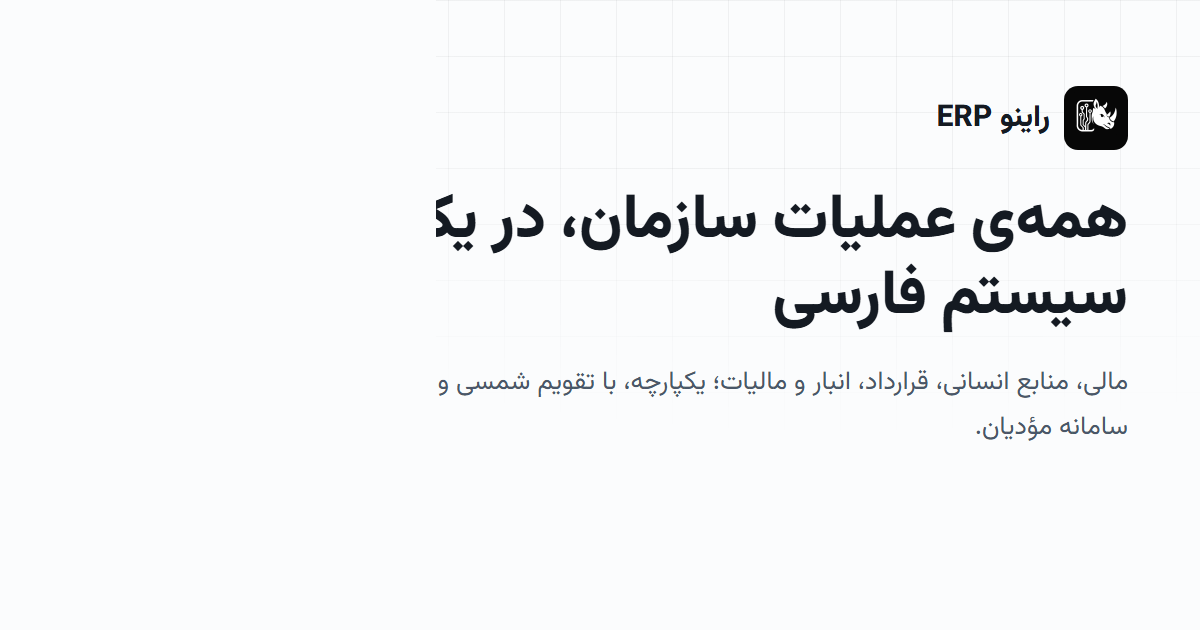 راینو ERP
همه‌ی عملیات سازمان، در یک
سیستم فارسی
مالی، منابع انسانی، قرارداد، انبار و مالیات؛ یکپارچه، با تقویم شمسی و
سامانه مؤدیان.